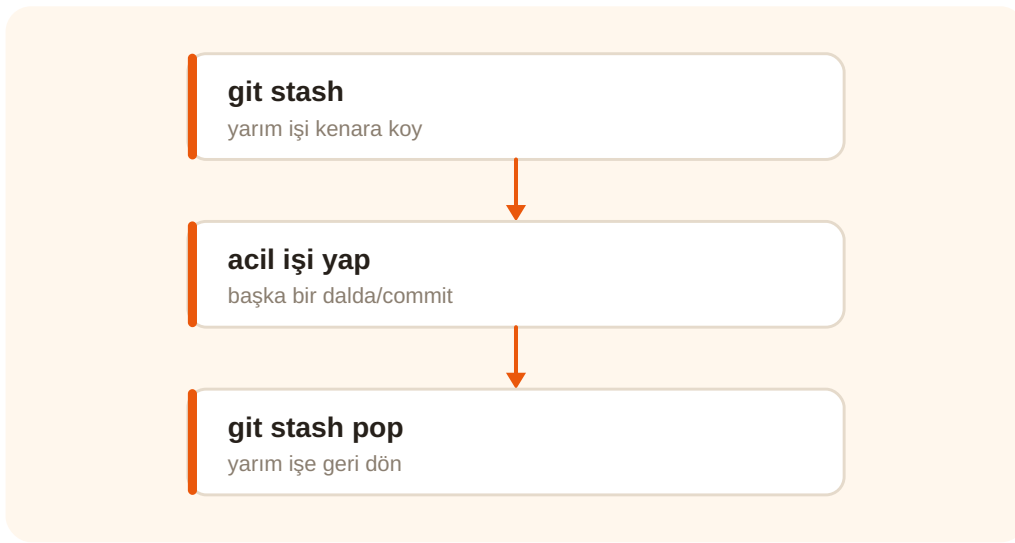 git stash
yarım işi kenara koy
acil işi yap
başka bir dalda/commit
git stash pop
yarım işe geri dön